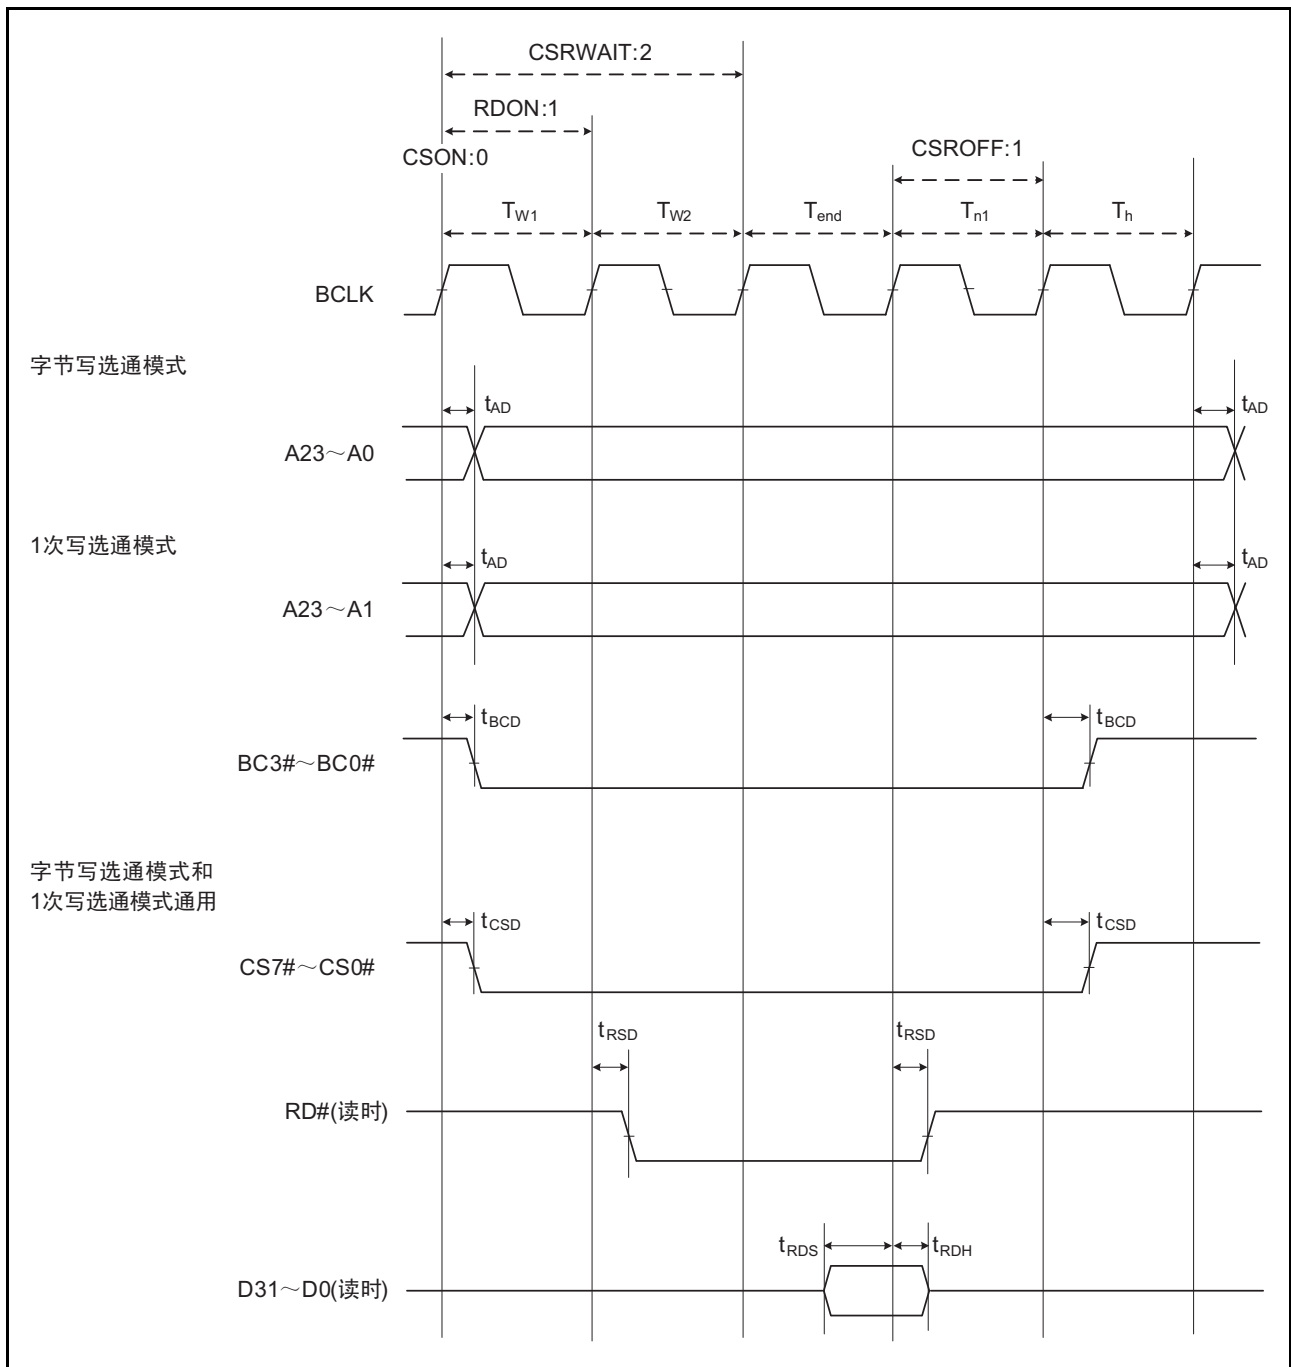 CSRWAIT:2
RDON:1
CSON:0
CSROFF:1
TW1 TW2 Tend Tn1 Th
BCLK
字节写选通模式
tAD tAD
A23～A0
1次写选通模式
tAD tAD
A23～A1
tBCD tBCD
BC3#～BC0#
字节写选通模式和
1次写选通模式通用
tCSD tCSD
CS7#～CS0#
tRSD tRSD
RD#(读时)
tRDS tRDH
D31～D0(读时)